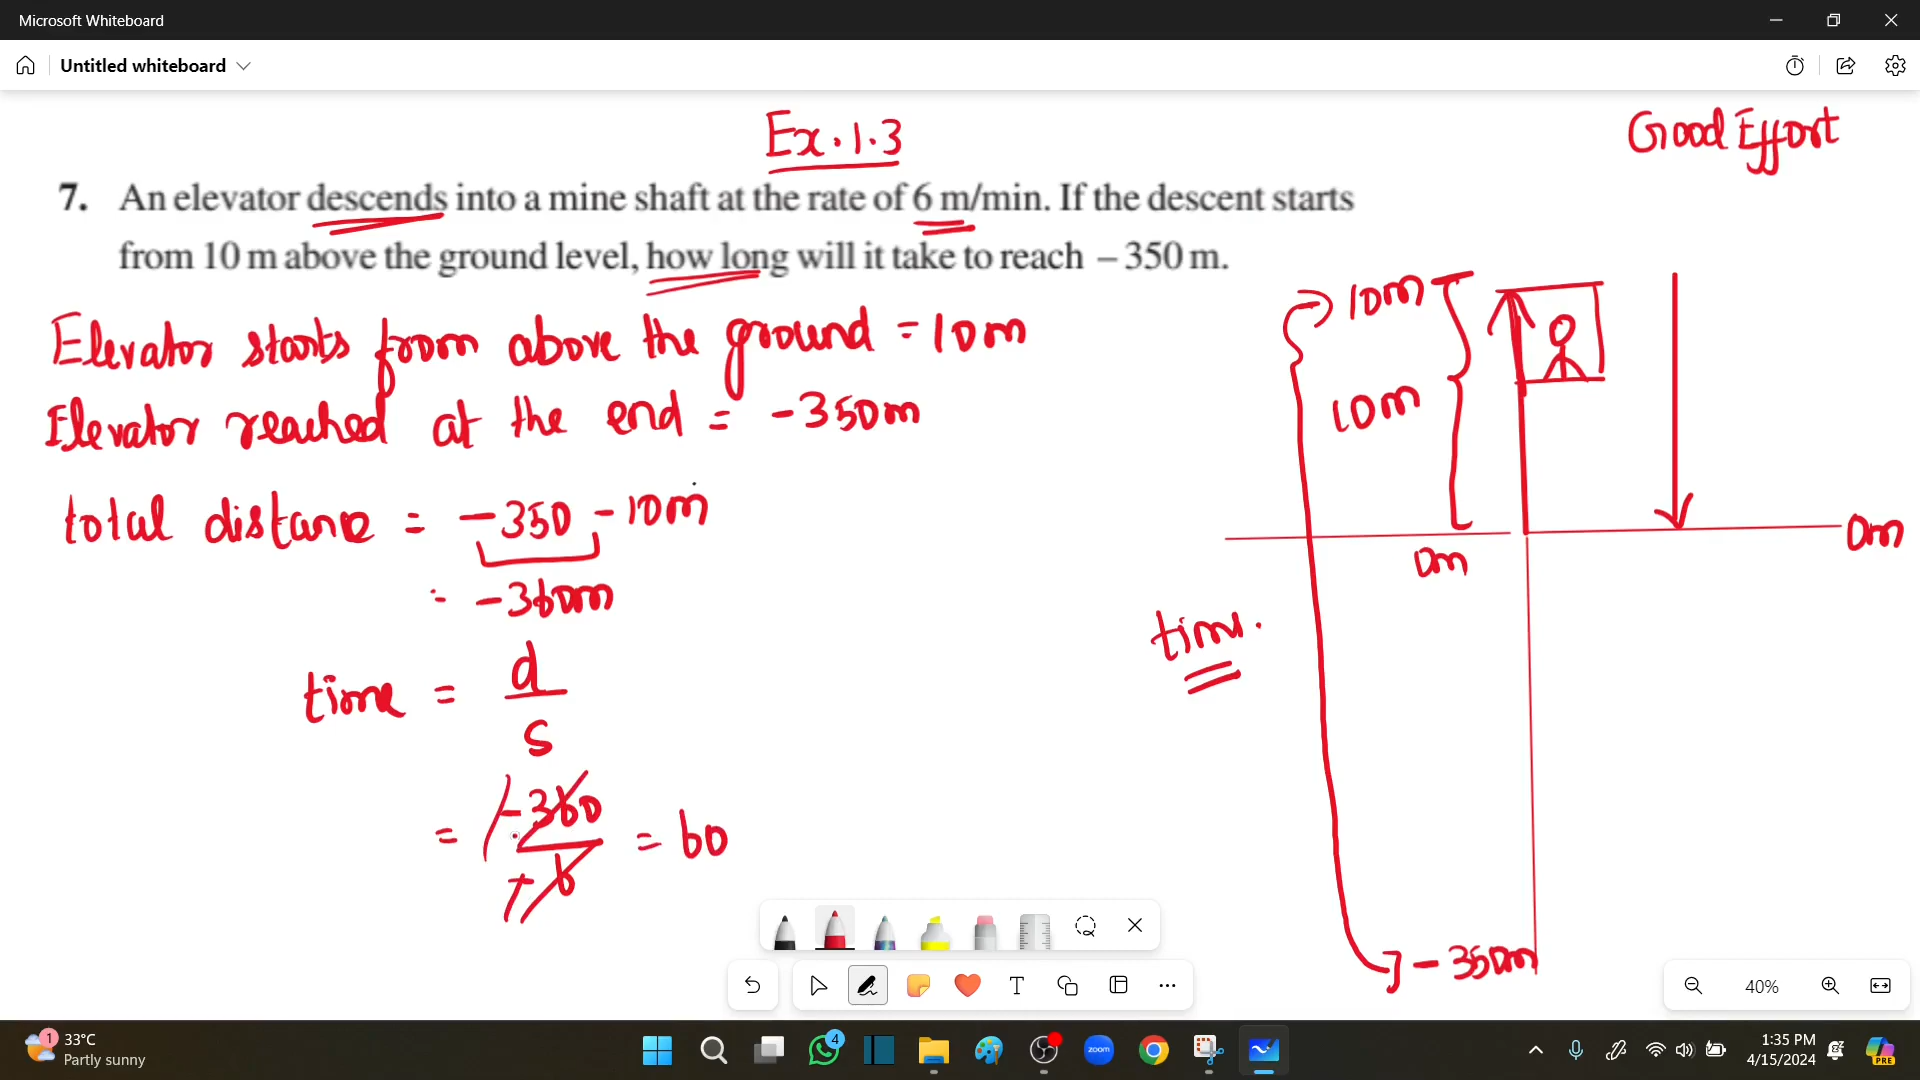 Microsoft Whiteboard
Untitled whiteboard
Ex.1.3
Good Effort
7. An elevator descends into a mine shaft at the rate of 6 m/min. If the descent starts
from 10 m above the ground level, how long will it take to reach – 350 m.
Elevator starts from above the ground = 10m
Elevator reached at the end = -350m
total distance = -350 -10m
= -360m
time = d
s
= -360
-6
= 60
10m
10m
0m
0m
time.
-350m
40%
33°C
Partly sunny
1
4
zoom
1:35 PM
4/15/2024
PRE